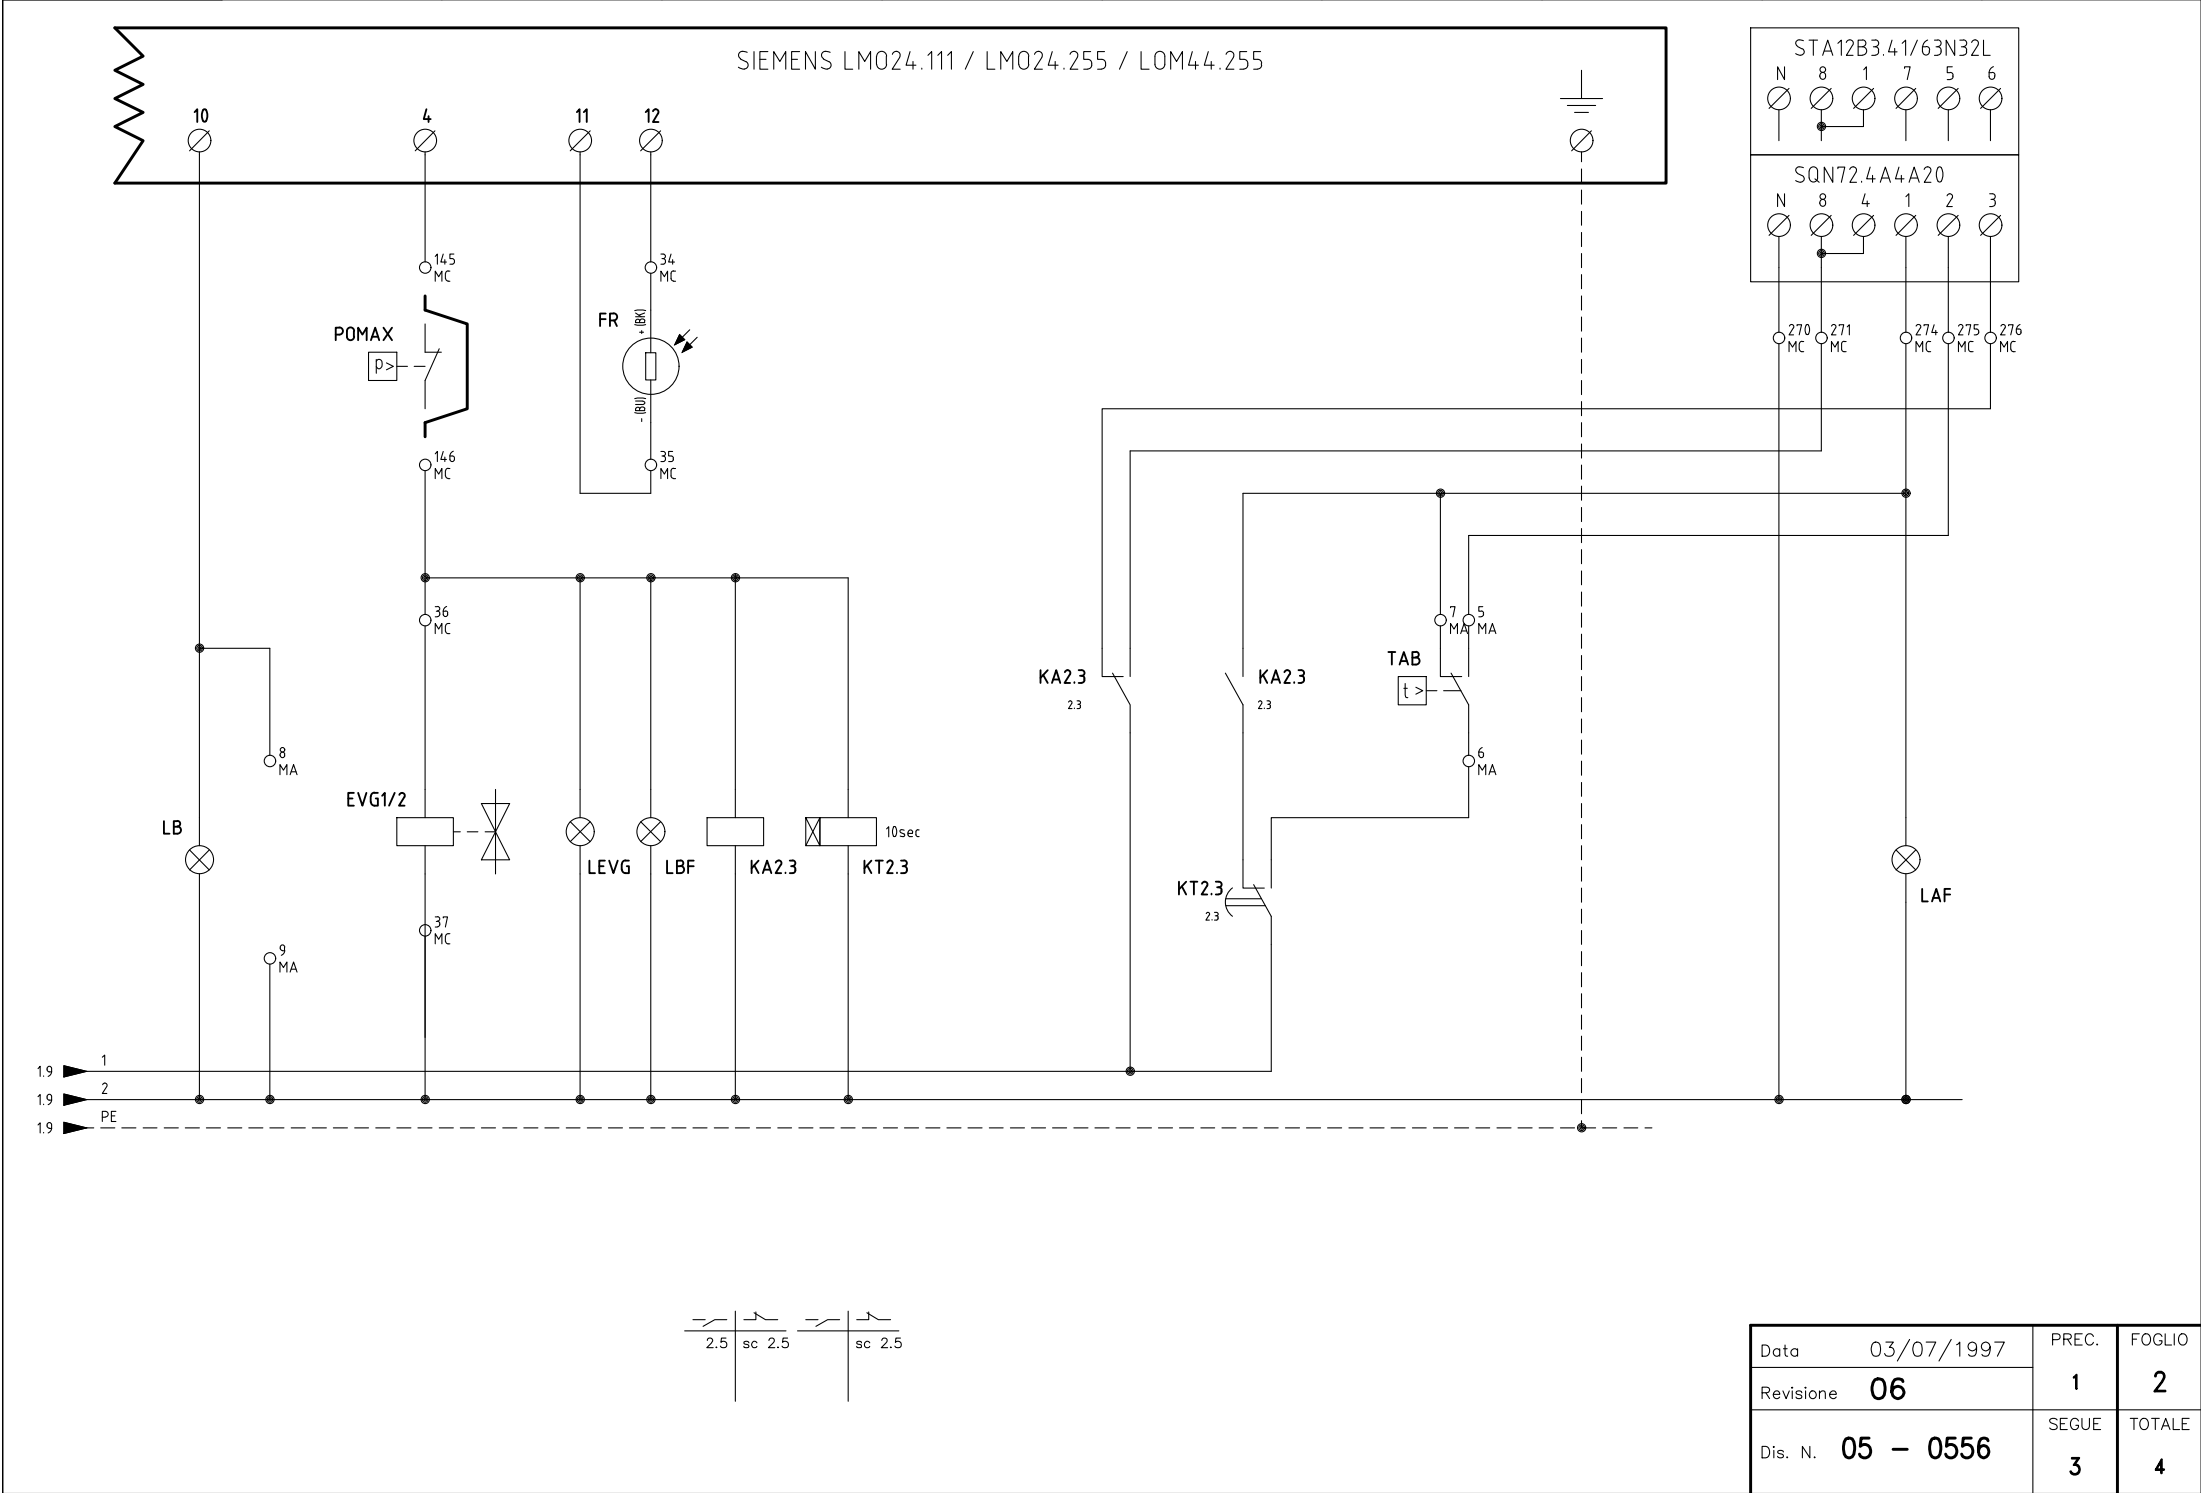 SIEMENS LMO24.111 / LMO24.255 / LOM44.255
STA12B3.41/63N32L
N 8 1 7 5 6
10 4 11 12
SQN72.4A4A20
N 8 4 1 2 3
145
MC
34
MC
FR
+ (BK)
POMAX
p>
- (BU)
270
MC
271
MC
274
MC
275
MC
276
MC
146
MC
35
MC
36
MC
7
MA
5
MA
KA2.3
2.3
KA2.3
2.3
TAB
t >
8
MA
6
MA
EVG1/2
LB
10sec
LEVG
LBF
KA2.3
KT2.3
KT2.3
2.3
LAF
37
MC
9
MA
1.9 1
1.9 2
1.9 PE
2.5 sc 2.5
sc 2.5
Data 03/07/1997
PREC.
1
FOGLIO
2
Revisione 06
Dis. N. 05 - 0556
SEGUE
3
TOTALE
4